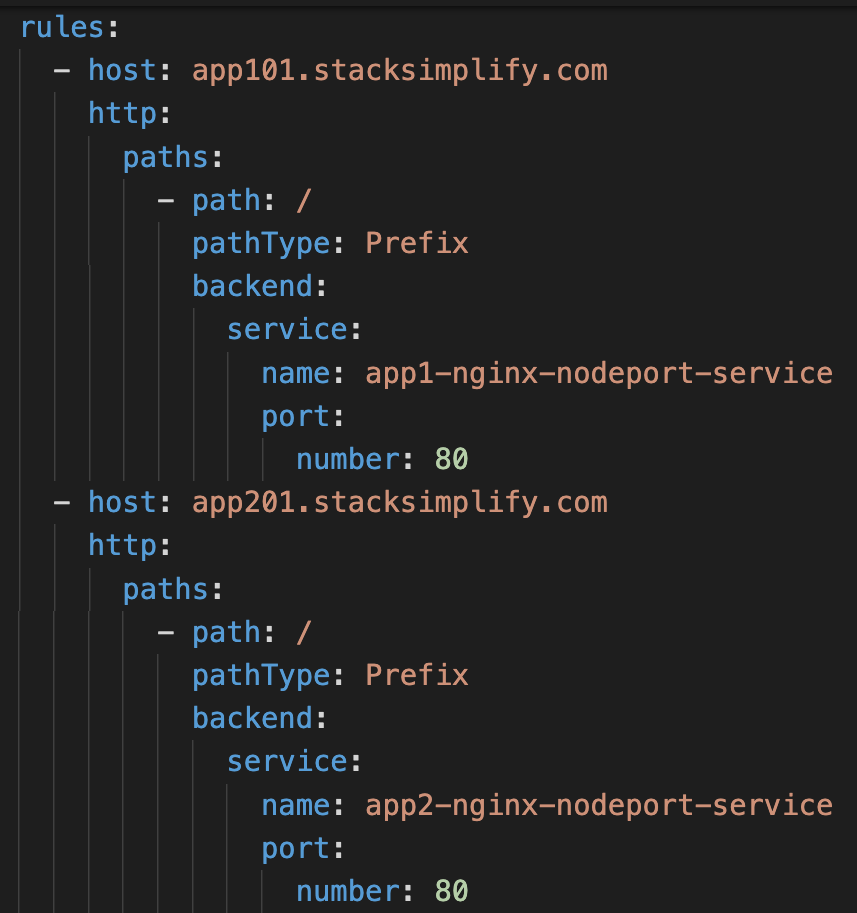 rules:
  - host: app101.stacksimplify.com
    http:
      paths:
        - path: /
          pathType: Prefix
          backend:
            service:
              name: app1-nginx-nodeport-service
              port:
                number: 80
  - host: app201.stacksimplify.com
    http:
      paths:
        - path: /
          pathType: Prefix
          backend:
            service:
              name: app2-nginx-nodeport-service
              port:
                number: 80